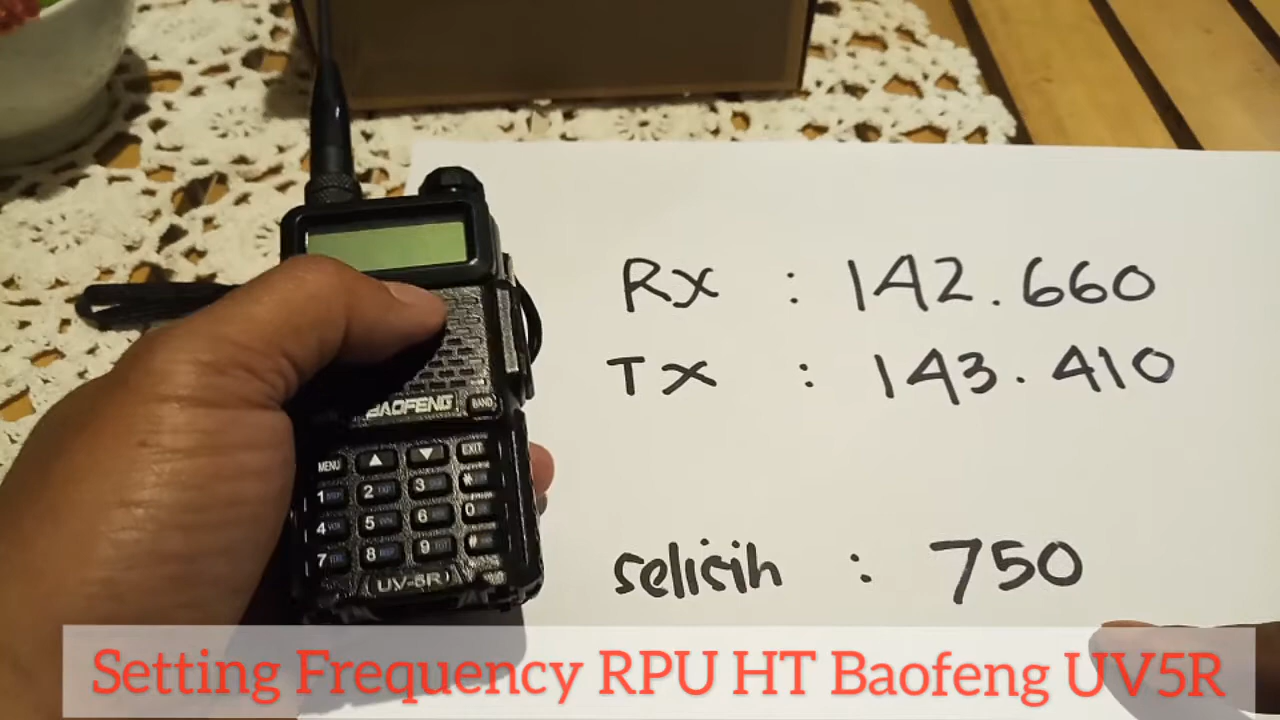 Rx : 142.660
Tx : 143.410
selisih : 750
BAOFENG
BAND
MENU ▲ ▼ EXIT
1 2 3 *
4 5 6 0
7 8 9 #
UV-5R
Setting Frequency RPU HT Baofeng UV5R